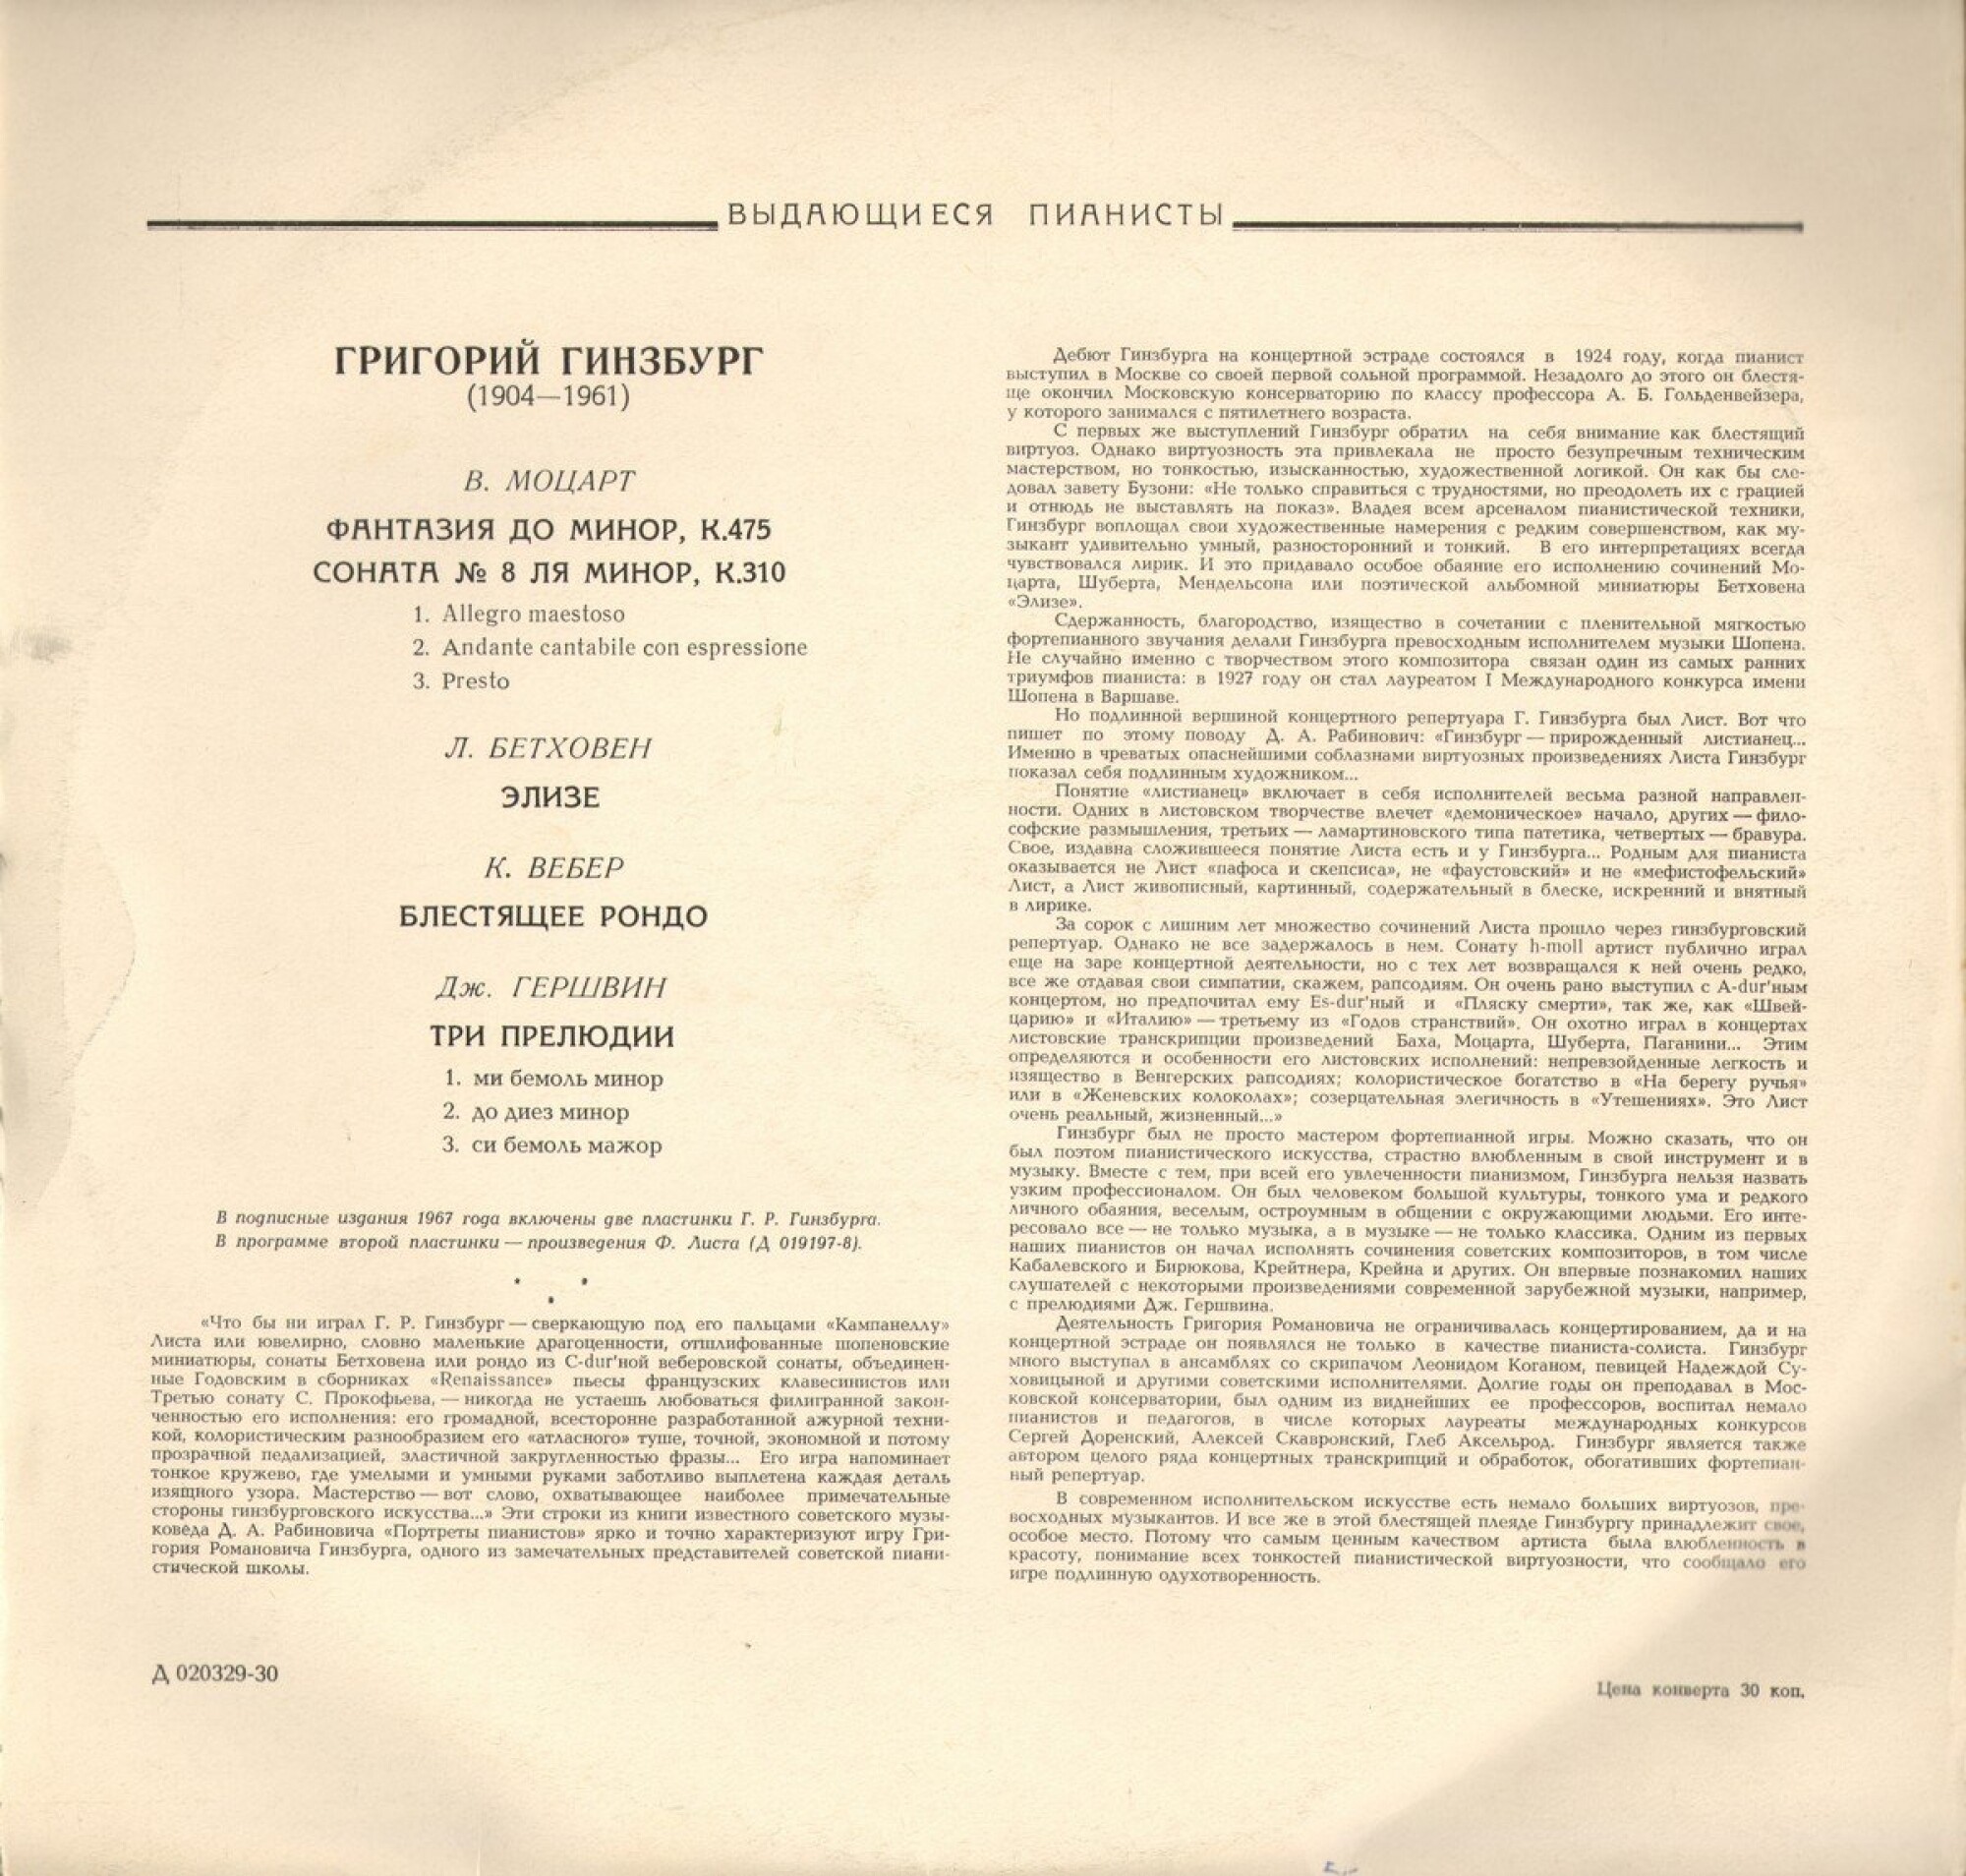 ВЫДАЮЩИЕСЯ ПИАНИСТЫ
ГРИГОРИЙ ГИНЗБУРГ
(1904—1961)
В. МОЦАРТ
ФАНТАЗИЯ ДО МИНОР, К.475
СОНАТА № 8 ЛЯ МИНОР, К.310
1. Allegro maestoso
2. Andante cantabile con espressione
3. Presto
Л. БЕТХОВЕН
ЭЛИЗЕ
К. ВЕБЕР
БЛЕСТЯЩЕЕ РОНДО
Дж. ГЕРШВИН
ТРИ ПРЕЛЮДИИ
1. ми бемоль минор
2. до диез минор
3. си бемоль мажор
В подписные издания 1967 года включены две пластинки Г. Р. Гинзбурга.
В программе второй пластинки — произведения Ф. Листа (Д 019197-8).
«Что бы ни играл Г. Р. Гинзбург — сверкающую под его пальцами «Кампанеллу»
Листа или ювелирно, словно маленькие драгоценности, отшлифованные шопеновские
миниатюры, сонаты Бетховена или рондо из C-dur'ной веберовской сонаты, объединен-
ные Годовским в сборниках «Renaissance» пьесы французских клавесинистов или
Третью сонату С. Прокофьева, — никогда не устаешь любоваться филигранной закон-
ченностью его исполнения: его громадной, всесторонне разработанной ажурной техни-
кой, колористическим разнообразием его «атласного» туше, точной, экономной и потому
прозрачной педализацией, эластичной закругленностью фразы... Его игра напоминает
тонкое кружево, где умелыми и умными руками заботливо выплетена каждая деталь
изящного узора. Мастерство — вот слово, охватывающее наиболее примечательные
стороны гинзбурговского искусства...» Эти строки из книги известного советского музы-
коведа Д. А. Рабиновича «Портреты пианистов» ярко и точно характеризуют игру Гри-
гория Романовича Гинзбурга, одного из замечательных представителей советской пиани-
стической школы.
Д 020329-30
Дебют Гинзбурга на концертной эстраде состоялся в 1924 году, когда пианист
выступил в Москве со своей первой сольной программой. Незадолго до этого он блестя-
ще окончил Московскую консерваторию по классу профессора А. Б. Гольденвейзера,
у которого занимался с пятилетнего возраста.
С первых же выступлений Гинзбург обратил на себя внимание как блестящий
виртуоз. Однако виртуозность эта привлекала не просто безупречным техническим
мастерством, но тонкостью, изысканностью, художественной логикой. Он как бы сле-
довал завету Бузони: «Не только справиться с трудностями, но преодолеть их с грацией
и отнюдь не выставлять на показ». Владея всем арсеналом пианистической техники,
Гинзбург воплощал свои художественные намерения с редким совершенством, как му-
зыкант удивительно умный, разносторонний и тонкий. В его интерпретациях всегда
чувствовался лирик. И это придавало особое обаяние его исполнению сочинений Мо-
царта, Шуберта, Мендельсона или поэтической альбомной миниатюры Бетховена
«Элизе».
Сдержанность, благородство, изящество в сочетании с пленительной мягкостью
фортепианного звучания делали Гинзбурга превосходным исполнителем музыки Шопена.
Не случайно именно с творчеством этого композитора связан один из самых ранних
триумфов пианиста: в 1927 году он стал лауреатом I Международного конкурса имени
Шопена в Варшаве.
Но подлинной вершиной концертного репертуара Г. Гинзбурга был Лист. Вот что
пишет по этому поводу Д. А. Рабинович: «Гинзбург — прирожденный листианец...
Именно в чреватых опаснейшими соблазнами виртуозных произведениях Листа Гинзбург
показал себя подлинным художником...
Понятие «листианец» включает в себя исполнителей весьма разной направлен-
ности. Одних в листовском творчестве влечет «демоническое» начало, других — фило-
софские размышления, третьих — ламартиновского типа патетика, четвертых — бравура.
Свое, издавна сложившееся понятие Листа есть и у Гинзбурга... Родным для пианиста
оказывается не Лист «пафоса и скепсиса», не «фаустовский» и не «мефистофельский»
Лист, а Лист живописный, картинный, содержательный в блеске, искренний и внятный
в лирике.
За сорок с лишним лет множество сочинений Листа прошло через гинзбурговский
репертуар. Однако не все задержалось в нем. Сонату h-moll артист публично играл
еще на заре концертной деятельности, но с тех лет возвращался к ней очень редко,
все же отдавая свои симпатии, скажем, рапсодиям. Он очень рано выступил с A-dur'ным
концертом, но предпочитал ему Es-dur'ный и «Пляску смерти», так же, как «Швей-
царию» и «Италию» — третьему из «Годов странствий». Он охотно играл в концертах
листовские транскрипции произведений Баха, Моцарта, Шуберта, Паганини... Этим
определяются и особенности его листовских исполнений: непревзойденные легкость и
изящество в Венгерских рапсодиях; колористическое богатство в «На берегу ручья»
или в «Женевских колоколах»; созерцательная элегичность в «Утешениях». Это Лист
очень реальный, жизненный...»
Гинзбург был не просто мастером фортепианной игры. Можно сказать, что он
был поэтом пианистического искусства, страстно влюбленным в свой инструмент и в
музыку. Вместе с тем, при всей его увлеченности пианизмом, Гинзбурга нельзя назвать
узким профессионалом. Он был человеком большой культуры, тонкого ума и редкого
личного обаяния, веселым, остроумным в общении с окружающими людьми. Его инте-
ресовало все — не только музыка, а в музыке — не только классика. Одним из первых
наших пианистов он начал исполнять сочинения советских композиторов, в том числе
Кабалевского и Бирюкова, Крейтнера, Крейна и других. Он впервые познакомил наших
слушателей с некоторыми произведениями современной зарубежной музыки, например,
с прелюдиями Дж. Гершвина.
Деятельность Григория Романовича не ограничивалась концертированием, да и на
концертной эстраде он появлялся не только в качестве пианиста-солиста. Гинзбург
много выступал в ансамблях со скрипачом Леонидом Коганом, певицей Надеждой Су-
ховицыной и другими советскими исполнителями. Долгие годы он преподавал в Мос-
ковской консерватории, был одним из виднейших ее профессоров, воспитал немало
пианистов и педагогов, в числе которых лауреаты международных конкурсов
Сергей Доренский, Алексей Скавронский, Глеб Аксельрод. Гинзбург является также
автором целого ряда концертных транскрипций и обработок, обогативших фортепиан-
ный репертуар.
В современном исполнительском искусстве есть немало больших виртуозов, пре-
восходных музыкантов. И все же в этой блестящей плеяде Гинзбургу принадлежит свое,
особое место. Потому что самым ценным качеством артиста была влюбленность в
красоту, понимание всех тонкостей пианистической виртуозности, что сообщало его
игре подлинную одухотворенность.
Цена конверта 30 коп.